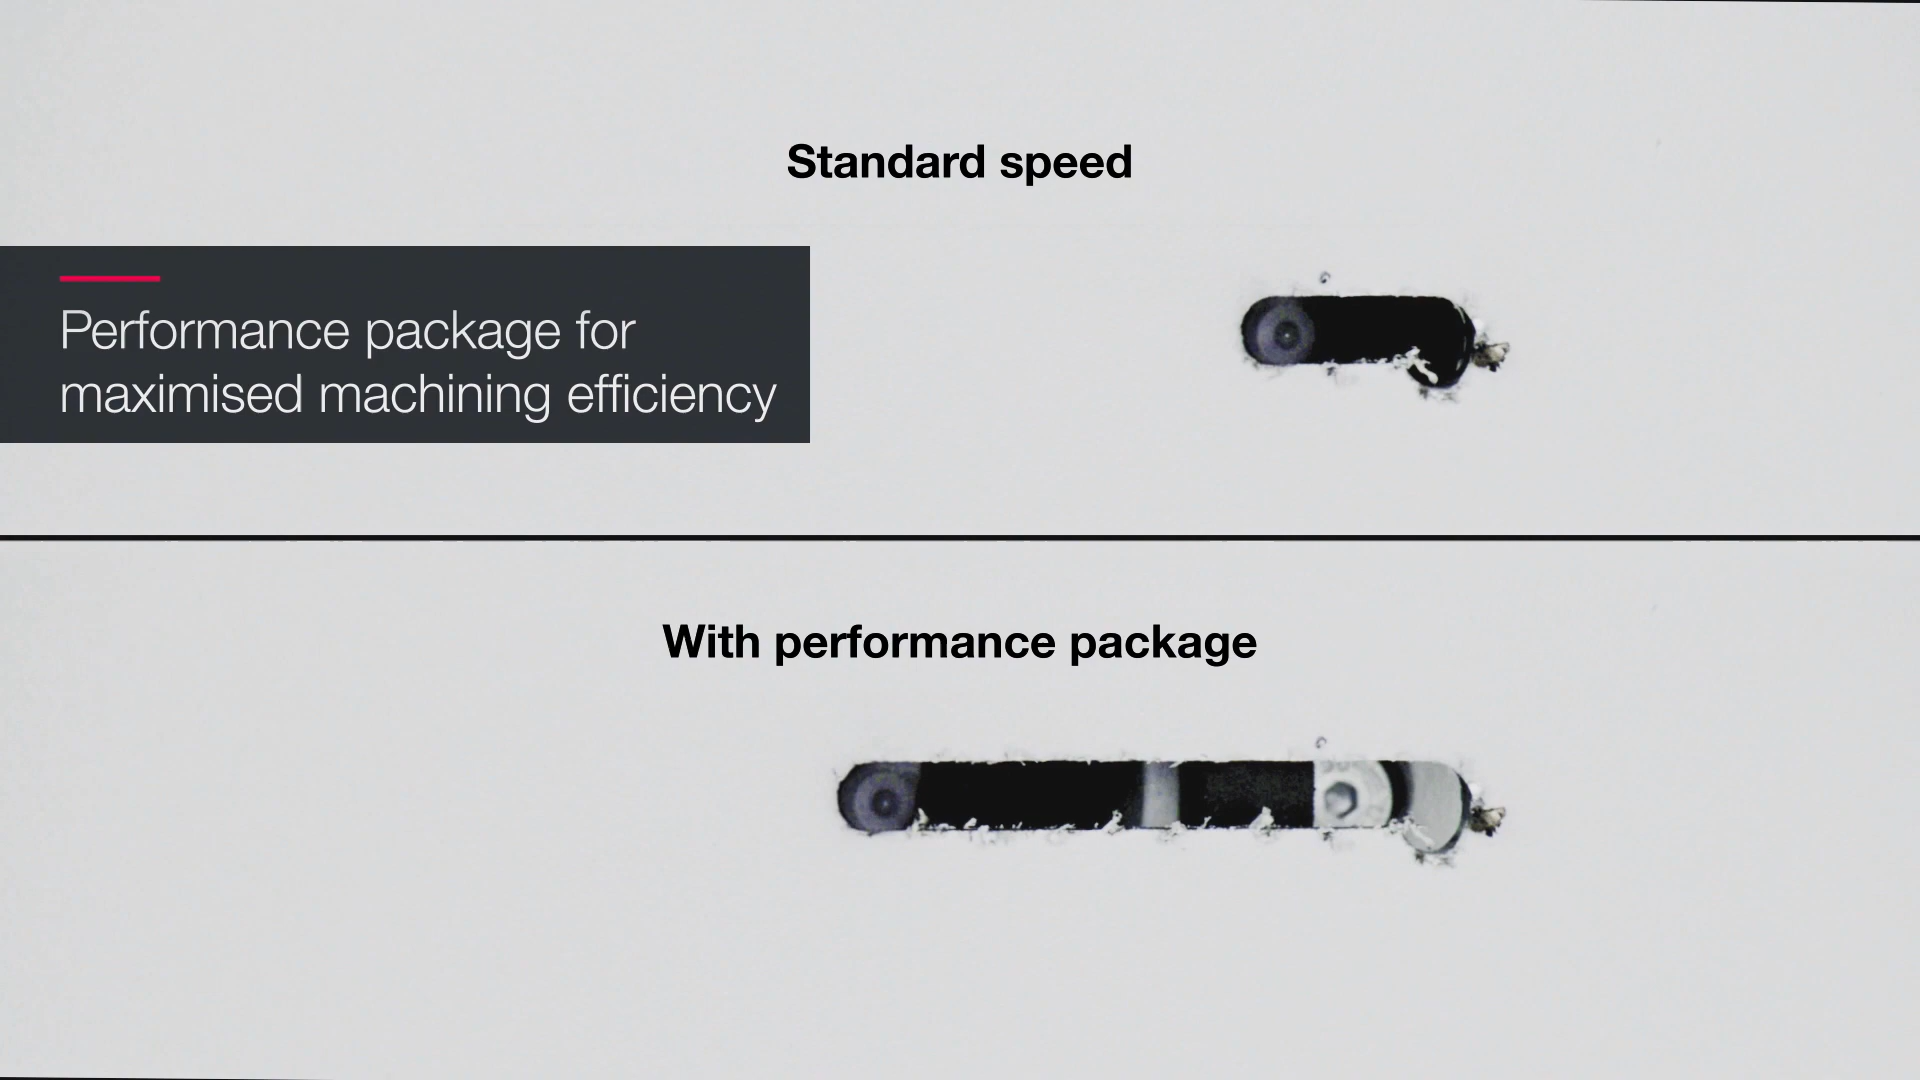 Standard speed
Performance package for
maximised machining efficiency
With performance package